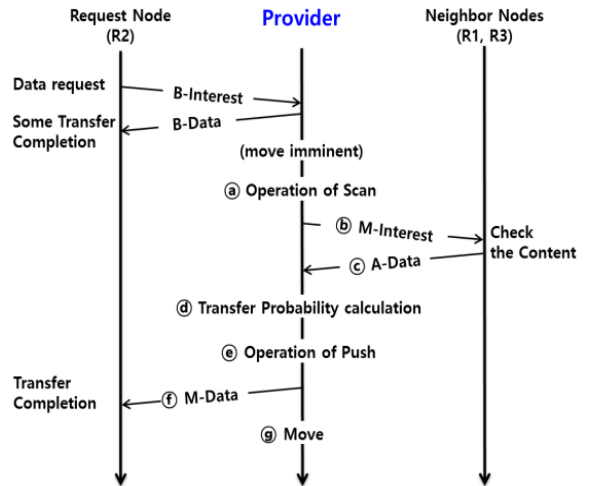 Request Node
(R2)
Provider
Neighbor Nodes
(R1, R3)
Data request
B-Interest
Some Transfer
Completion
B-Data
(move imminent)
ⓐ Operation of Scan
ⓑ M-Interest
Check
the Content
ⓒ A-Data
ⓓ Transfer Probability calculation
ⓔ Operation of Push
Transfer
Completion
ⓕ M-Data
ⓖ Move